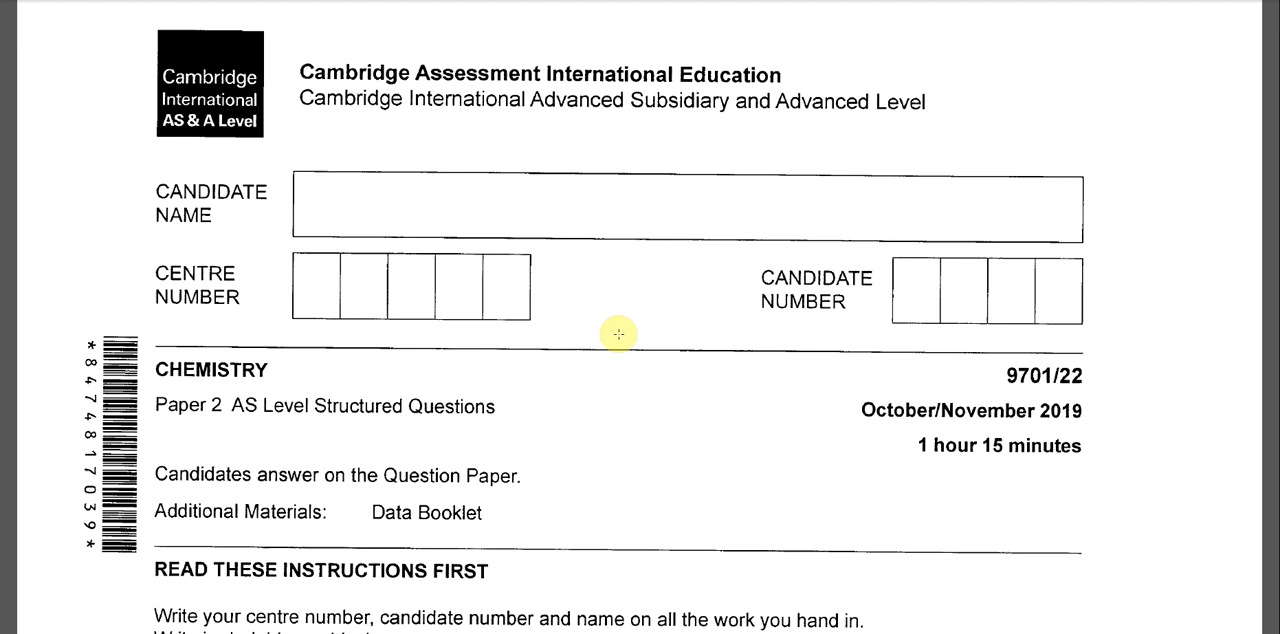 Cambridge
International
AS & A Level
Cambridge Assessment International Education
Cambridge International Advanced Subsidiary and Advanced Level
CANDIDATE
NAME
CENTRE
NUMBER
CANDIDATE
NUMBER
*8474817039*
CHEMISTRY
9701/22
Paper 2 AS Level Structured Questions
October/November 2019
1 hour 15 minutes
Candidates answer on the Question Paper.
Additional Materials: Data Booklet
READ THESE INSTRUCTIONS FIRST
Write your centre number, candidate number and name on all the work you hand in.